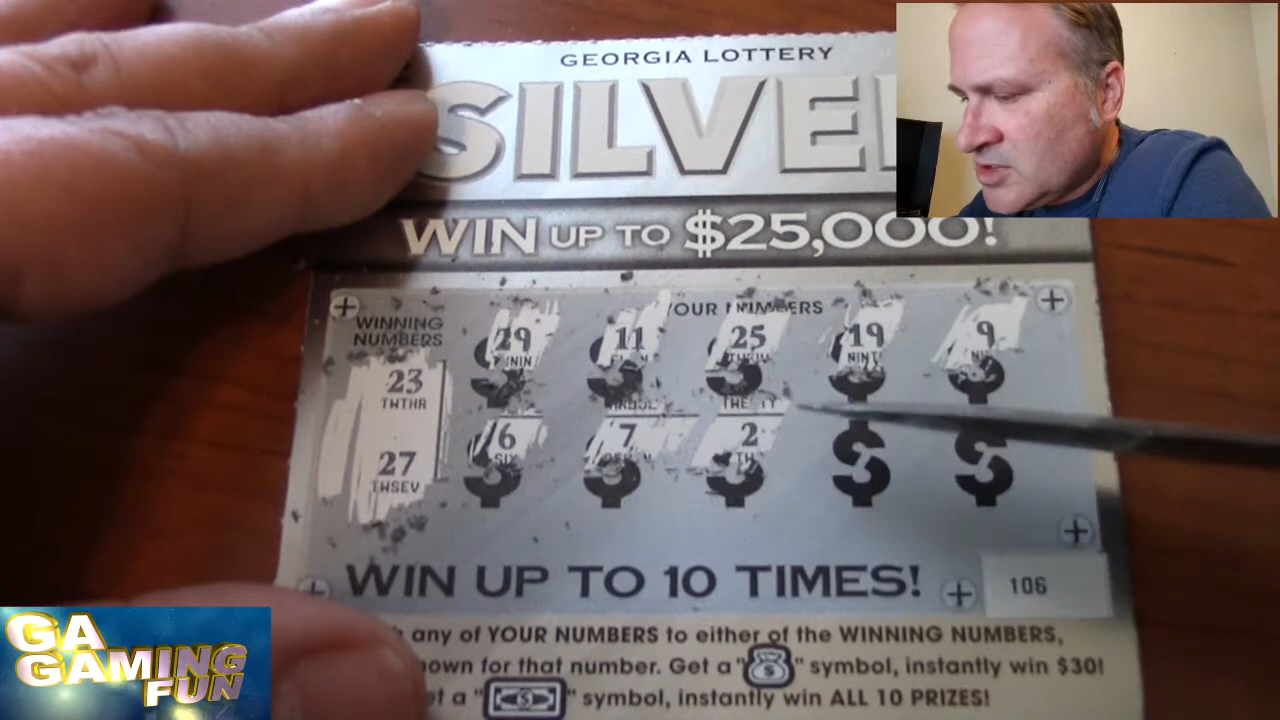 GEORGIA LOTTERY
SILVE
WIN UP TO $25,000!
YOUR NUMBERS
WINNING
NUMBERS
29 11 25 19 9
23
TWTHR
6 7 2
SIX
27
TWSEV
WIN UP TO 10 TIMES!
106
any of YOUR NUMBERS to either of the WINNING NUMBERS,
own for that number. Get a " " symbol, instantly win $30!
t a " " symbol, instantly win ALL 10 PRIZES!
GA
GAMING
FUN